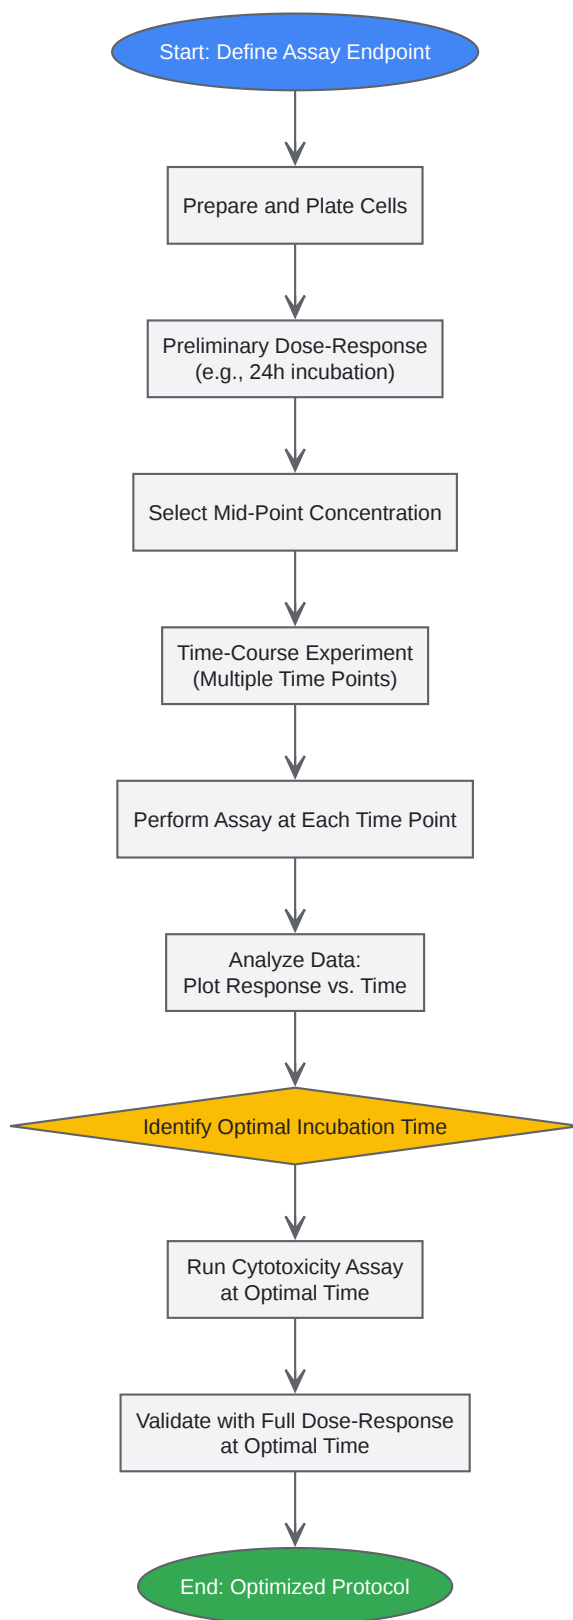 Start: Define Assay Endpoint
Prepare and Plate Cells
Preliminary Dose-Response
(e.g., 24h incubation)
Select Mid-Point Concentration
Time-Course Experiment
(Multiple Time Points)
Perform Assay at Each Time Point
Analyze Data:
Plot Response vs. Time
Identify Optimal Incubation Time
Run Cytotoxicity Assay
at Optimal Time
Validate with Full Dose-Response
at Optimal Time
End: Optimized Protocol